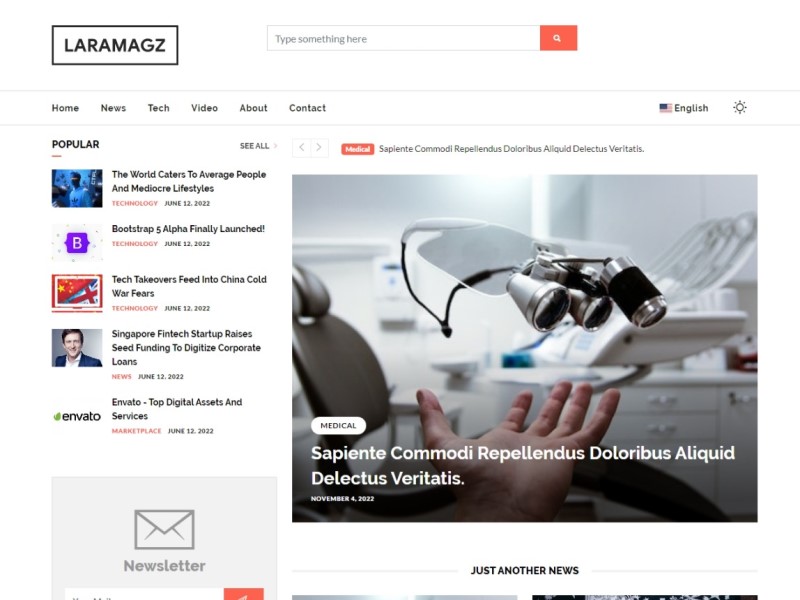 LARAMAGZ
Type something here
Home News Tech Video About Contact
English
POPULAR
SEE ALL
The World Caters To Average People
And Mediocre Lifestyles
TECHNOLOGY JUNE 12, 2022
B
Bootstrap 5 Alpha Finally Launched!
TECHNOLOGY JUNE 12, 2022
Tech Takeovers Feed Into China Cold
War Fears
TECHNOLOGY JUNE 12, 2022
Singapore Fintech Startup Raises
Seed Funding To Digitize Corporate
Loans
NEWS JUNE 12, 2022
envato
Envato - Top Digital Assets And
Services
MARKETPLACE JUNE 12, 2022
Newsletter
Medical Sapiente Commodi Repellendus Doloribus Aliquid Delectus Veritatis.
MEDICAL
Sapiente Commodi Repellendus Doloribus Aliquid
Delectus Veritatis.
NOVEMBER 4, 2022
JUST ANOTHER NEWS